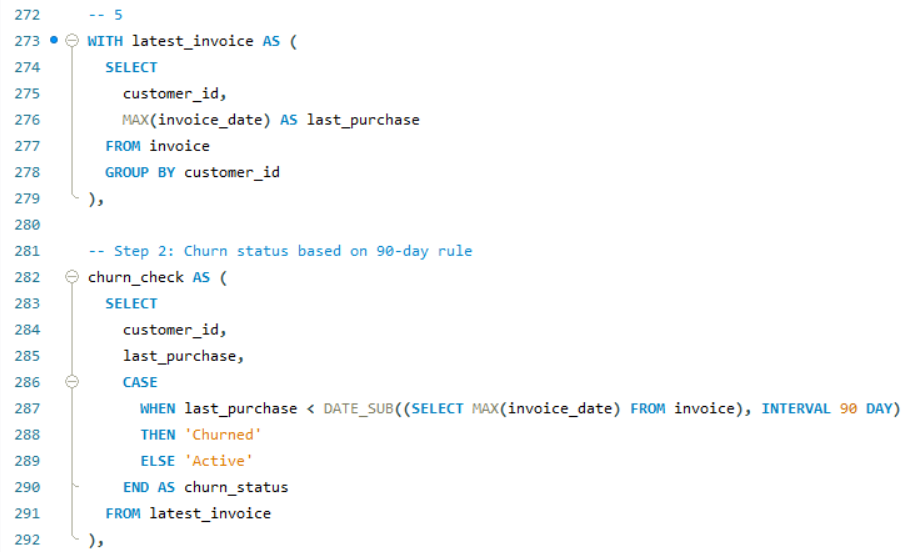 272 -- 5
273 WITH latest_invoice AS (
274 SELECT
275 customer_id,
276 MAX(invoice_date) AS last_purchase
277 FROM invoice
278 GROUP BY customer_id
279 ),
280
281 -- Step 2: Churn status based on 90-day rule
282 churn_check AS (
283 SELECT
284 customer_id,
285 last_purchase,
286 CASE
287 WHEN last_purchase < DATE_SUB((SELECT MAX(invoice_date) FROM invoice), INTERVAL 90 DAY)
288 THEN 'Churned'
289 ELSE 'Active'
290 END AS churn_status
291 FROM latest_invoice
292 ),